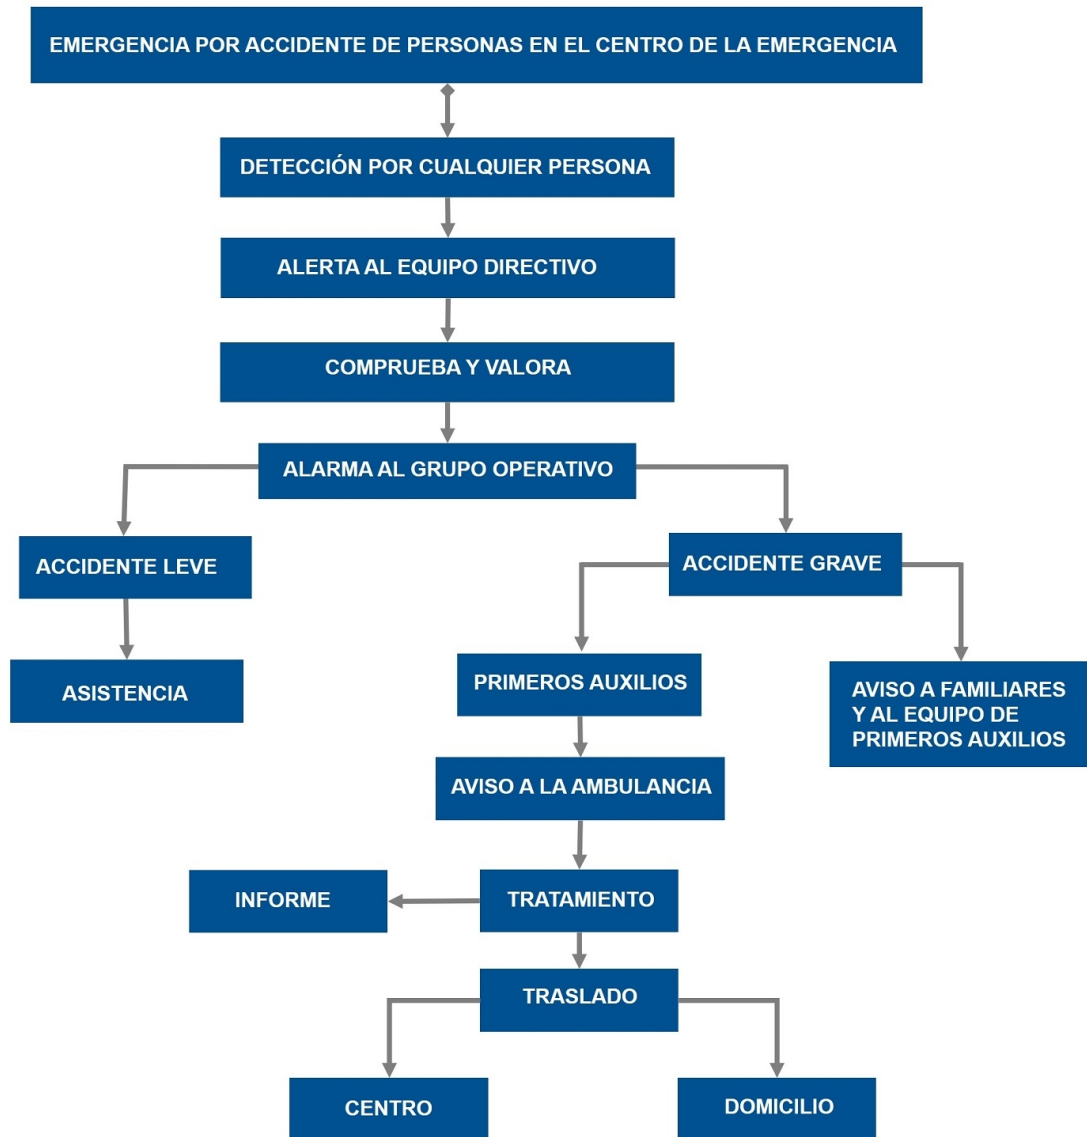 EMERGENCIA POR ACCIDENTE DE PERSONAS EN EL CENTRO DE LA EMERGENCIA
DETECCIÓN POR CUALQUIER PERSONA
ALERTA AL EQUIPO DIRECTIVO
COMPRUEBA Y VALORA
ALARMA AL GRUPO OPERATIVO
ACCIDENTE LEVE
ACCIDENTE GRAVE
ASISTENCIA
PRIMEROS AUXILIOS
AVISO A FAMILIARES
Y AL EQUIPO DE
PRIMEROS AUXILIOS
AVISO A LA AMBULANCIA
INFORME
TRATAMIENTO
TRASLADO
CENTRO
DOMICILIO